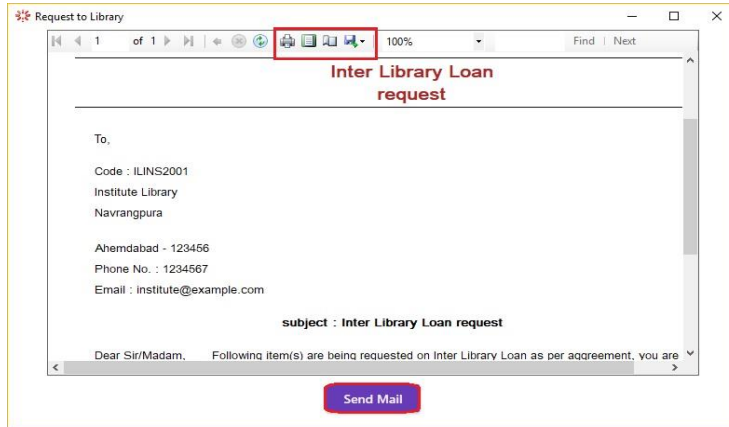 Request to Library
1 of 1 100% Find | Next
Inter Library Loan
request
To,
Code : ILINS2001
Institute Library
Navrangpura
Ahemdabad - 123456
Phone No. : 1234567
Email : institute@example.com
subject : Inter Library Loan request
Dear Sir/Madam, Following item(s) are being requested on Inter Library Loan as per aggreement, you are
Send Mail